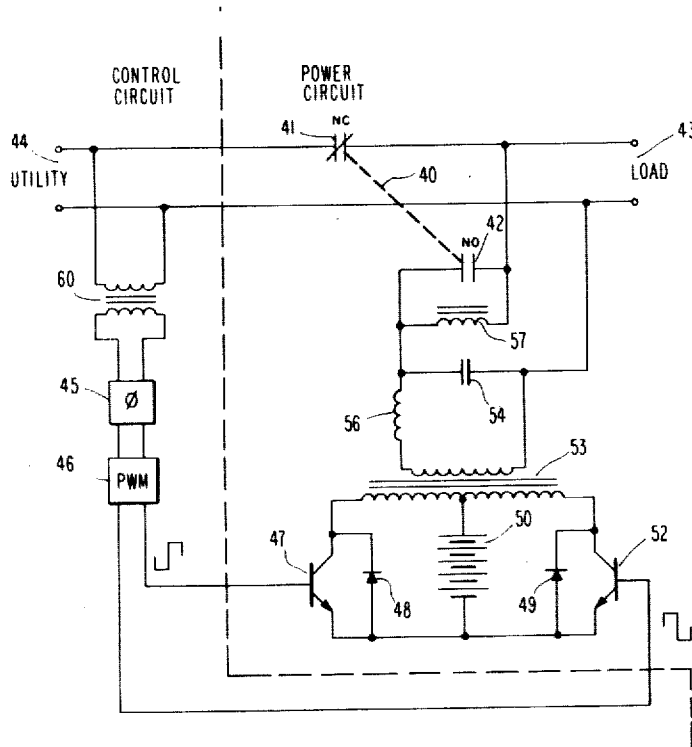 CONTROL
CIRCUIT
POWER
CIRCUIT
NC
41
44
43
UTILITY
LOAD
40
42
NO
60
57
45
Ø
56
54
46
PWM
53
50
47
52
48
49